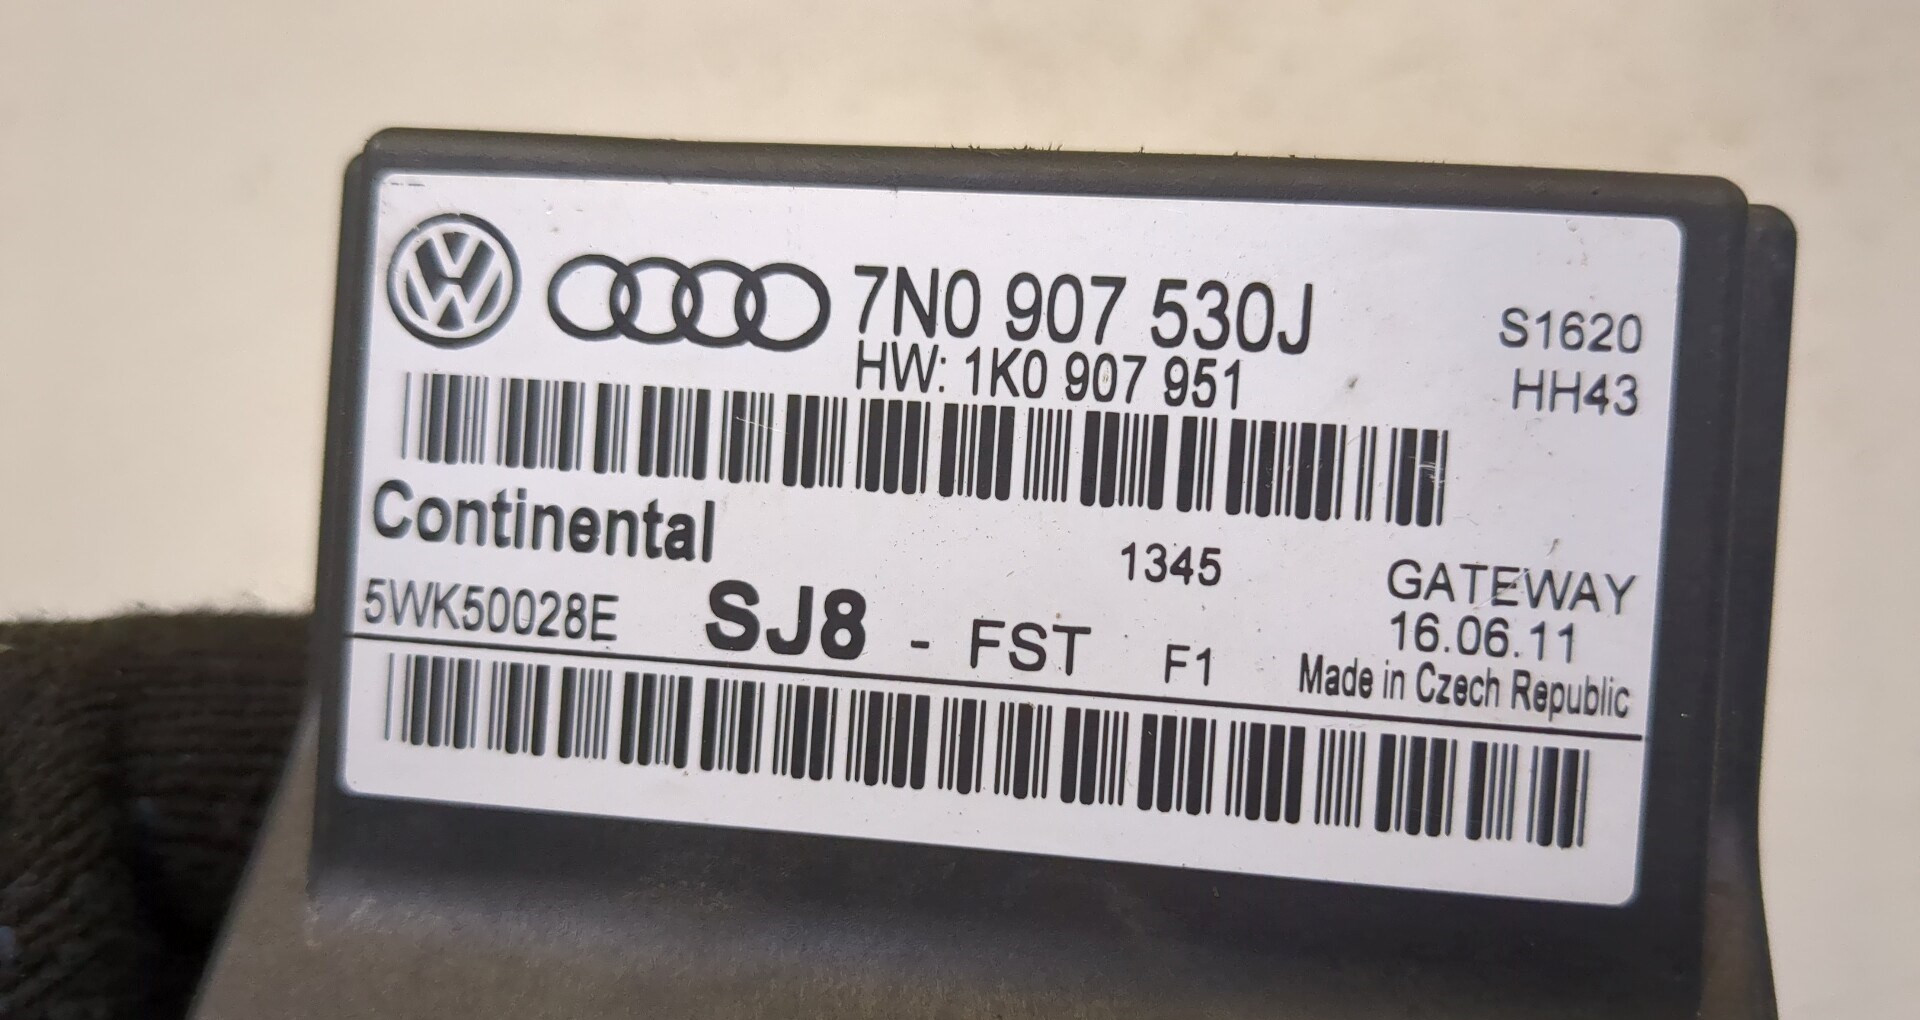 7N0 907 530J
HW: 1K0 907 951
S1620
HH43
Continental
1345
GATEWAY
5WK50028E
SJ8 - FST F1
16.06.11
Made in Czech Republic